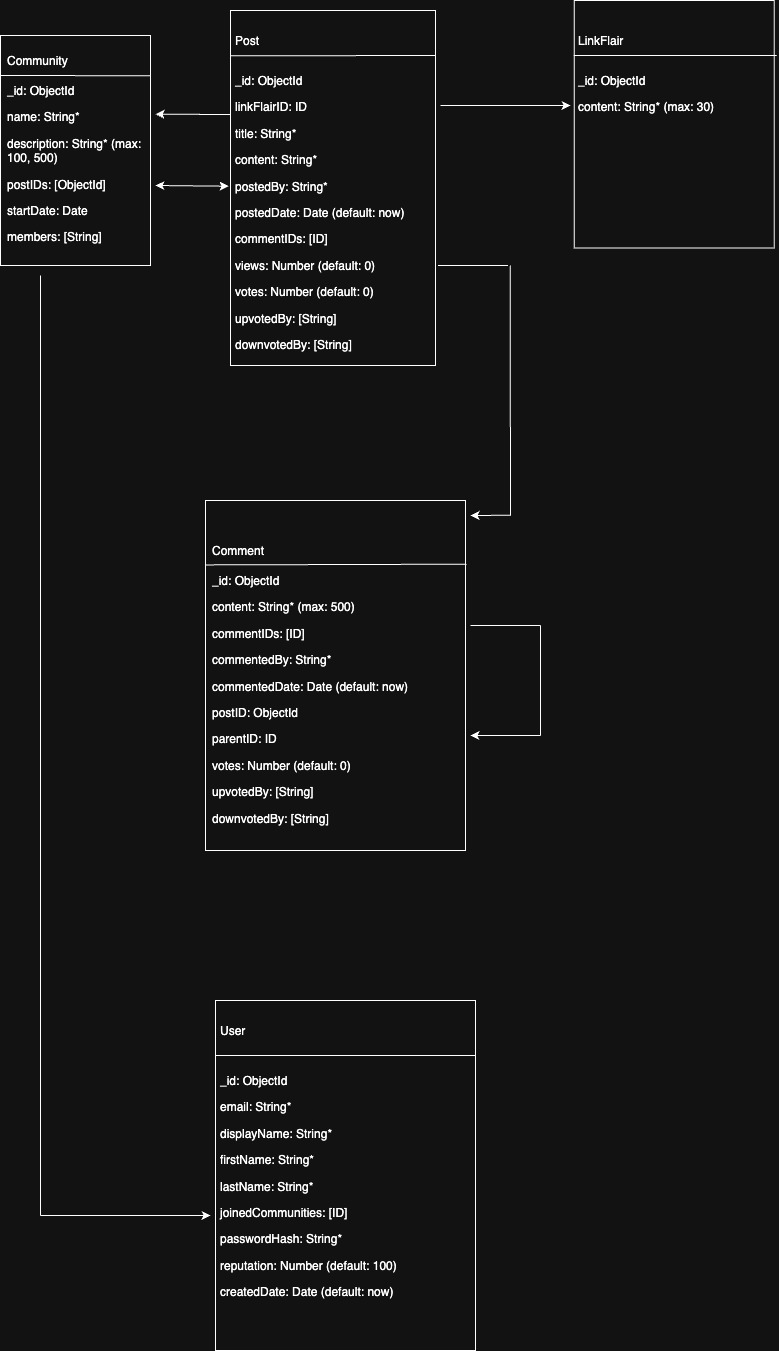 Community
_id: ObjectId
name: String*
description: String* (max:
100, 500)
postIDs: [ObjectId]
startDate: Date
members: [String]
Post
_id: ObjectId
linkFlairID: ID
title: String*
content: String*
postedBy: String*
postedDate: Date (default: now)
commentIDs: [ID]
views: Number (default: 0)
votes: Number (default: 0)
upvotedBy: [String]
downvotedBy: [String]
LinkFlair
_id: ObjectId
content: String* (max: 30)
Comment
_id: ObjectId
content: String* (max: 500)
commentIDs: [ID]
commentedBy: String*
commentedDate: Date (default: now)
postID: ObjectId
parentID: ID
votes: Number (default: 0)
upvotedBy: [String]
downvotedBy: [String]
User
_id: ObjectId
email: String*
displayName: String*
firstName: String*
lastName: String*
joinedCommunities: [ID]
passwordHash: String*
reputation: Number (default: 100)
createdDate: Date (default: now)